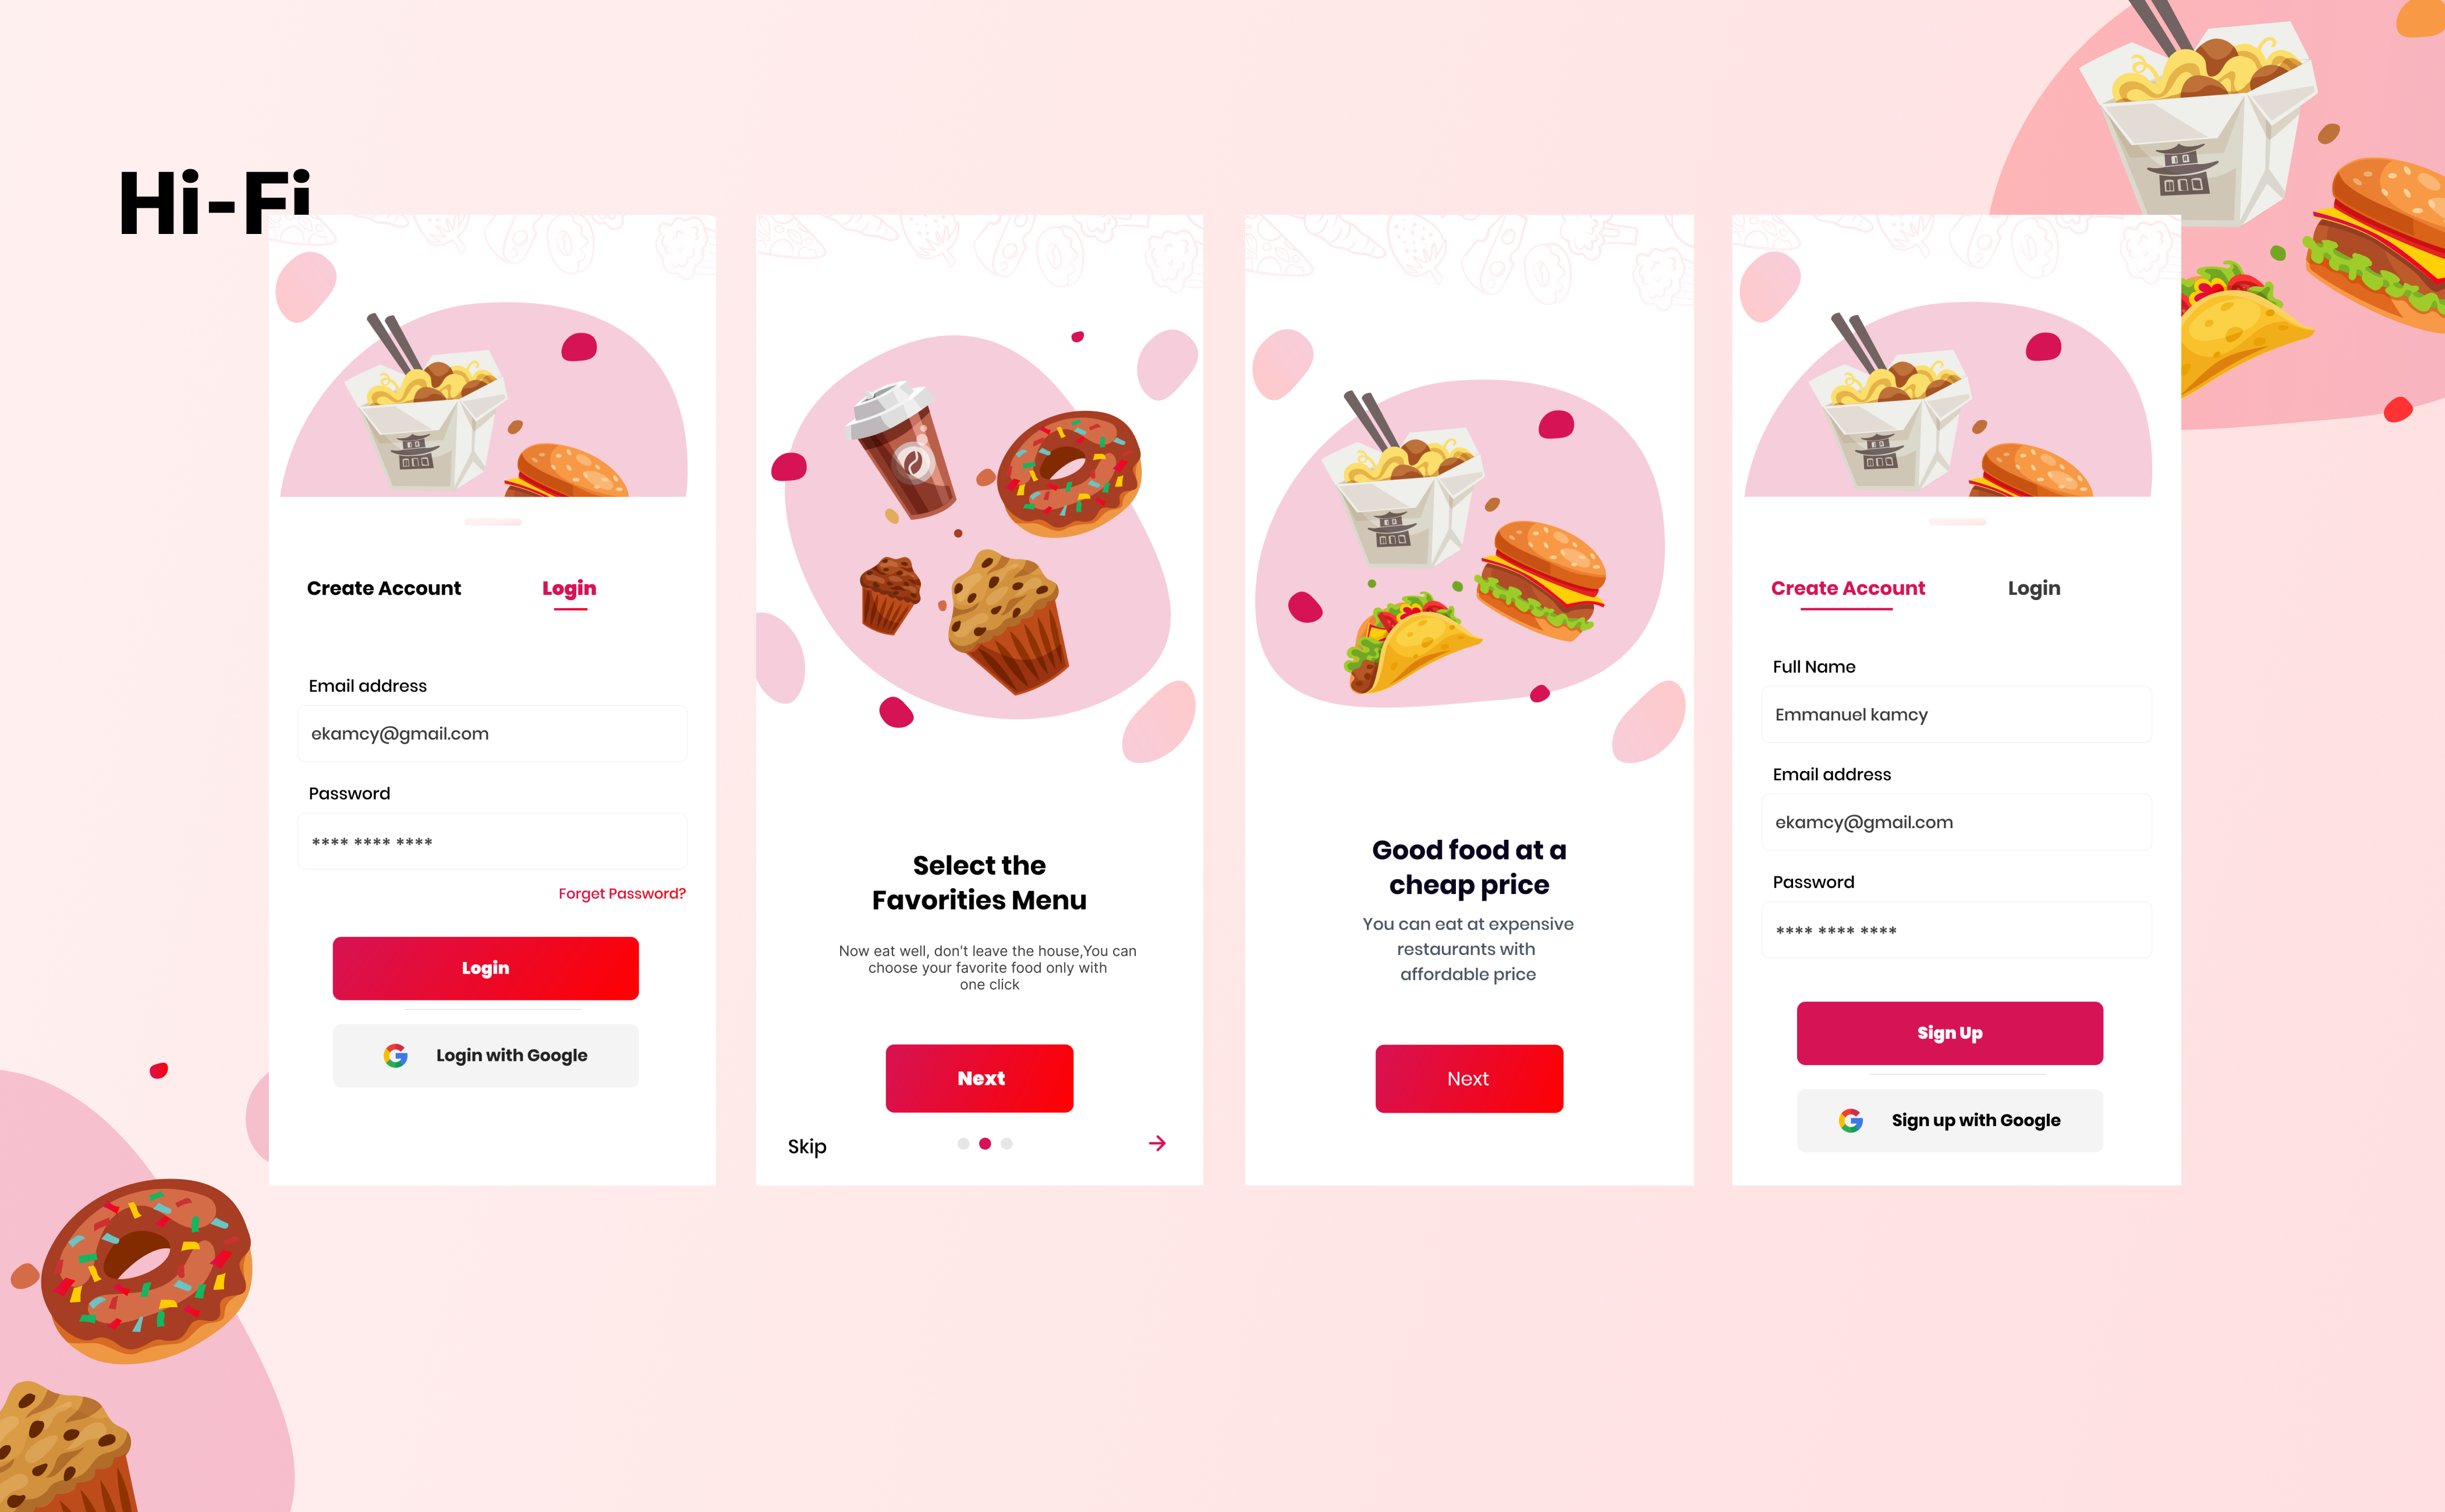 Hi-Fi
Create Account
Login
Email address
ekamcy@gmail.com
Password
**** **** ****
Forget Password?
Login
Login with Google
Select the
Favorities Menu
Now eat well, don't leave the house,You can
choose your favorite food only with
one click
Next
Skip
Good food at a
cheap price
You can eat at expensive
restaurants with
affordable price
Next
Create Account
Login
Full Name
Emmanuel kamcy
Email address
ekamcy@gmail.com
Password
**** **** ****
Sign Up
Sign up with Google